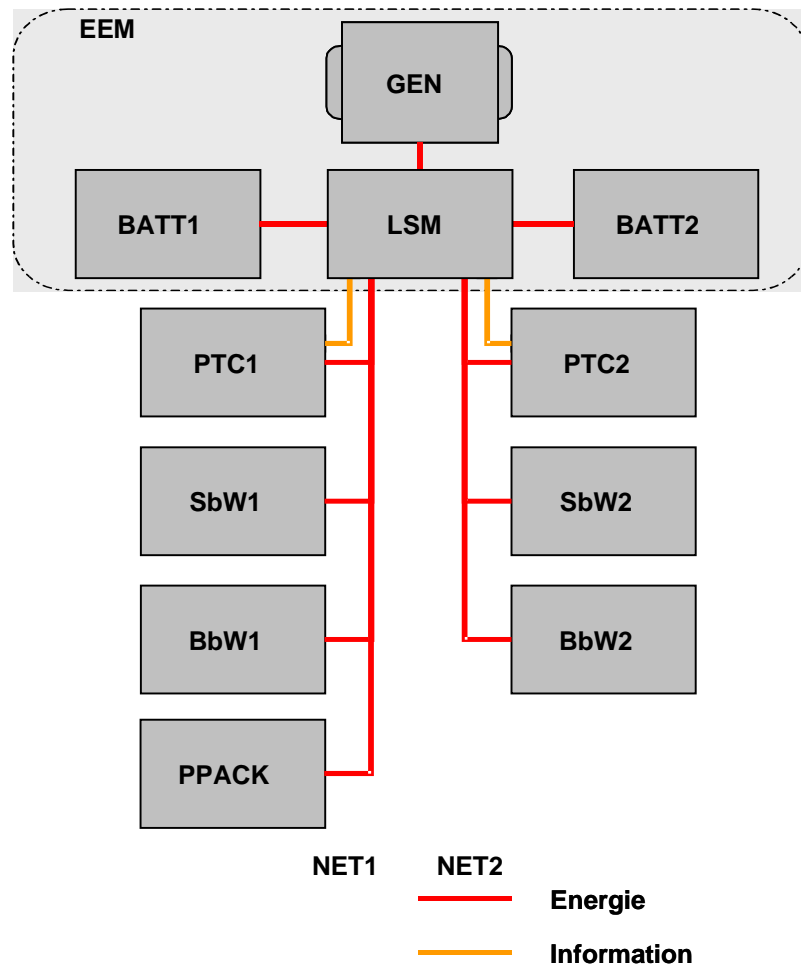 EEM
GEN
BATT1
LSM
BATT2
PTC1
PTC2
SbW1
SbW2
BbW1
BbW2
PPACK
NET1
NET2
Energie
Information